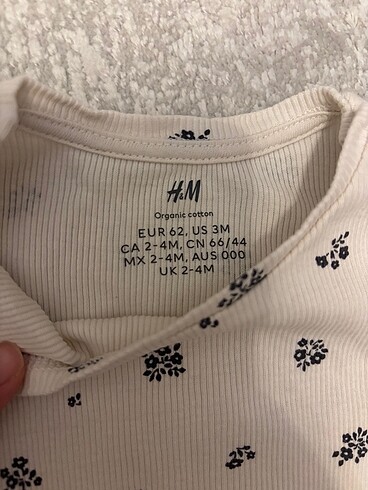 H&M
Organic cotton
EUR 62, US 3M
CA 2-4M, CN 66/44
MX 2-4M, AUS 000
UK 2-4M